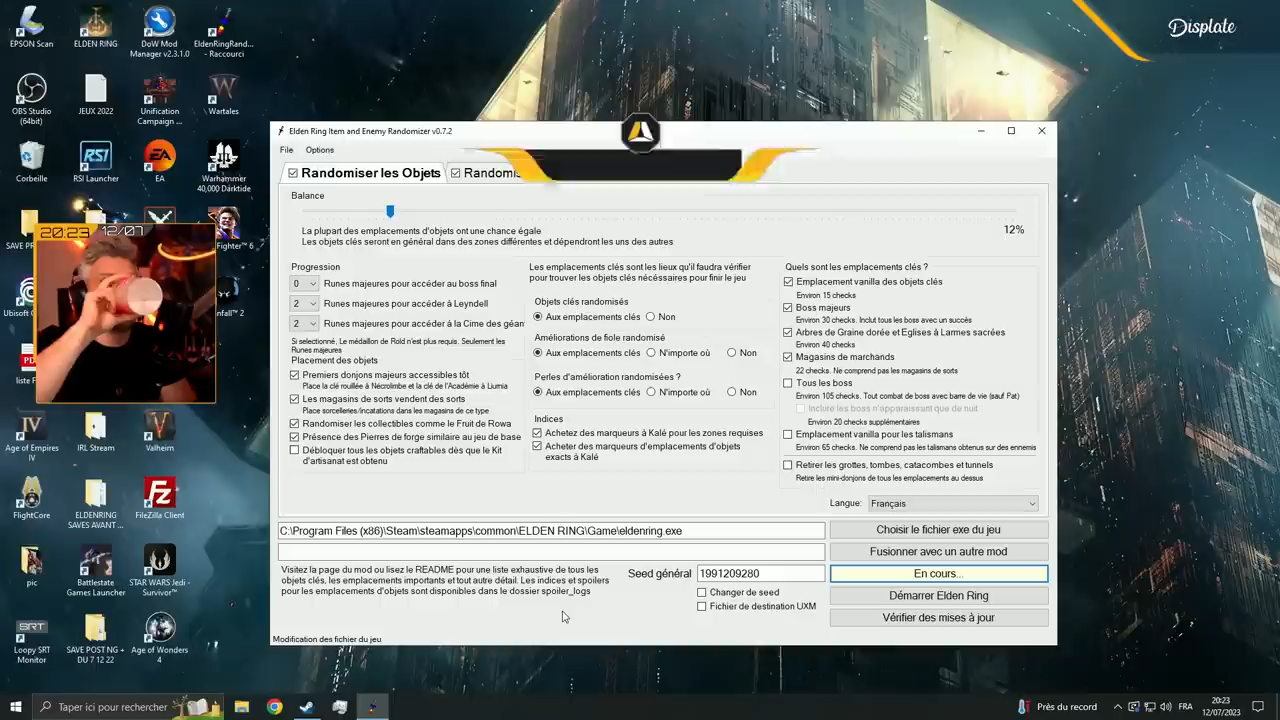 Displate
EPSON Scan
ELDEN RING
DoW Mod
Manager v2.3.1.0
EldenRingRand...
- Raccourci
OBS Studio
(64bit)
JEUX 2022
Unification
Campaign ...
Wartales
Corbeille
RSI Launcher
EA
Warhammer
40,000 Darktide
SAVE PR
Fighter™ 6
20:23 12/07
Ubisoft
nfall™ 2
liste
Age of Empires
IV
IRL Stream
Valheim
FlightCore
ELDENRING
SAVES AVANT ...
FileZilla Client
pic
Battlestate
Games Launcher
STAR WARS Jedi -
Survivor™
Loopy SRT
Monitor
SAVE POST NG +
DU 7 12 22
Age of Wonders
4
Elden Ring Item and Enemy Randomizer v0.7.2
File Options
Randomiser les Objets
Randomis
Balance
La plupart des emplacements d'objets ont une chance égale
Les objets clés seront en général dans des zones différentes et dépendront les uns des autres
12%
Progression
0 Runes majeures pour accéder au boss final
2 Runes majeures pour accéder à Leyndell
2 Runes majeures pour accéder à la Cime des géan
Si selectionné, Le médaillon de Rold n'est plus requis. Seulement les
Runes majeures
Placement des objets
Premiers donjons majeurs accessibles tôt
Place la clé rouillée à Nécrolimbe et la clé de l'Académie à Liurnia
Les magasins de sorts vendent des sorts
Place sorcelleries/incatations dans les magasins de ce type
Randomiser les collectibles comme le Fruit de Rowa
Présence des Pierres de forge similaire au jeu de base
Débloquer tous les objets craftables dès que le Kit
d'artisanat est obtenu
Les emplacements clés sont les lieux qu'il faudra vérifier
pour trouver les objets clés nécessaires pour finir le jeu
Objets clés randomisés
Aux emplacements clés Non
Améliorations de fiole randomisé
Aux emplacements clés N'importe où Non
Perles d'amélioration randomisées ?
Aux emplacements clés N'importe où Non
Indices
Achetez des marqueurs à Kalé pour les zones requises
Acheter des marqueurs d'emplacements d'objets
exacts à Kalé
Quels sont les emplacements clés ?
Emplacement vanilla des objets clés
Environ 15 checks
Boss majeurs
Environ 30 checks. Inclut tous les boss avec un succès
Arbres de Graine dorée et Eglises à Larmes sacrées
Environ 40 checks
Magasins de marchands
22 checks. Ne comprend pas les magasins de sorts
Tous les boss
Environ 105 checks. Tout combat de boss avec barre de vie (sauf Pat)
Inclure les boss n'apparaissant que de nuit
Environ 20 checks supplémentaires
Emplacement vanilla pour les talismans
Environ 65 checks. Ne comprend pas les talismans obtenus sur des ennemis
Retirer les grottes, tombes, catacombes et tunnels
Retire les mini-donjons de tous les emplacements au dessus
Langue: Français
C:\Program Files (x86)\Steam\steamapps\common\ELDEN RING\Game\eldenring.exe
Choisir le fichier exe du jeu
Fusionner avec un autre mod
Visitez la page du mod ou lisez le README pour une liste exhaustive de tous les
objets clés, les emplacements importants et tout autre détail. Les indices et spoilers
pour les emplacements d'objets sont disponibles dans le dossier spoiler_logs
Seed général 1991209280
En cours...
Changer de seed
Démarrer Elden Ring
Fichier de destination UXM
Vérifier des mises à jour
Modification des fichier du jeu
Taper ici pour rechercher
Près du record
FRA
20:23
12/07/2023